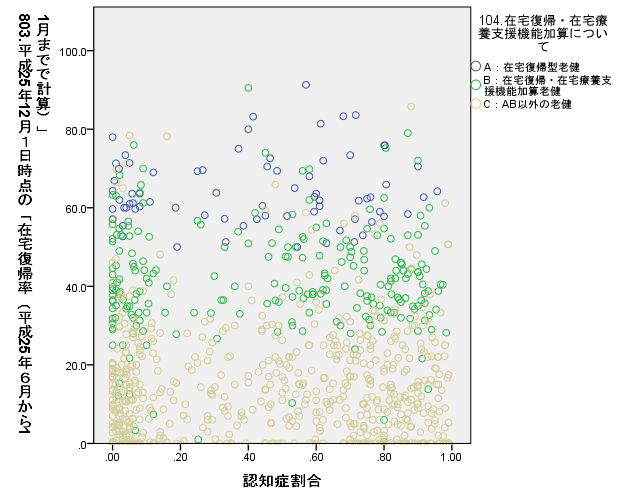 803.平成25年12月１日時点の「在宅復帰率（平成25年６月から1
1月までで計算）」
100.0
80.0
60.0
40.0
20.0
.0
.00
.20
.40
.60
.80
1.00
認知症割合
104.在宅復帰・在宅療
養支援機能加算につい
て
A：在宅復帰型老健
B：在宅復帰・在宅療養支
援機能加算老健
C：AB以外の老健